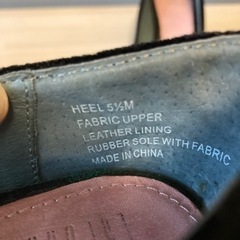 HEEL 5½M
FABRIC UPPER
LEATHER LINING
RUBBER SOLE WITH FABRIC
MADE IN CHINA